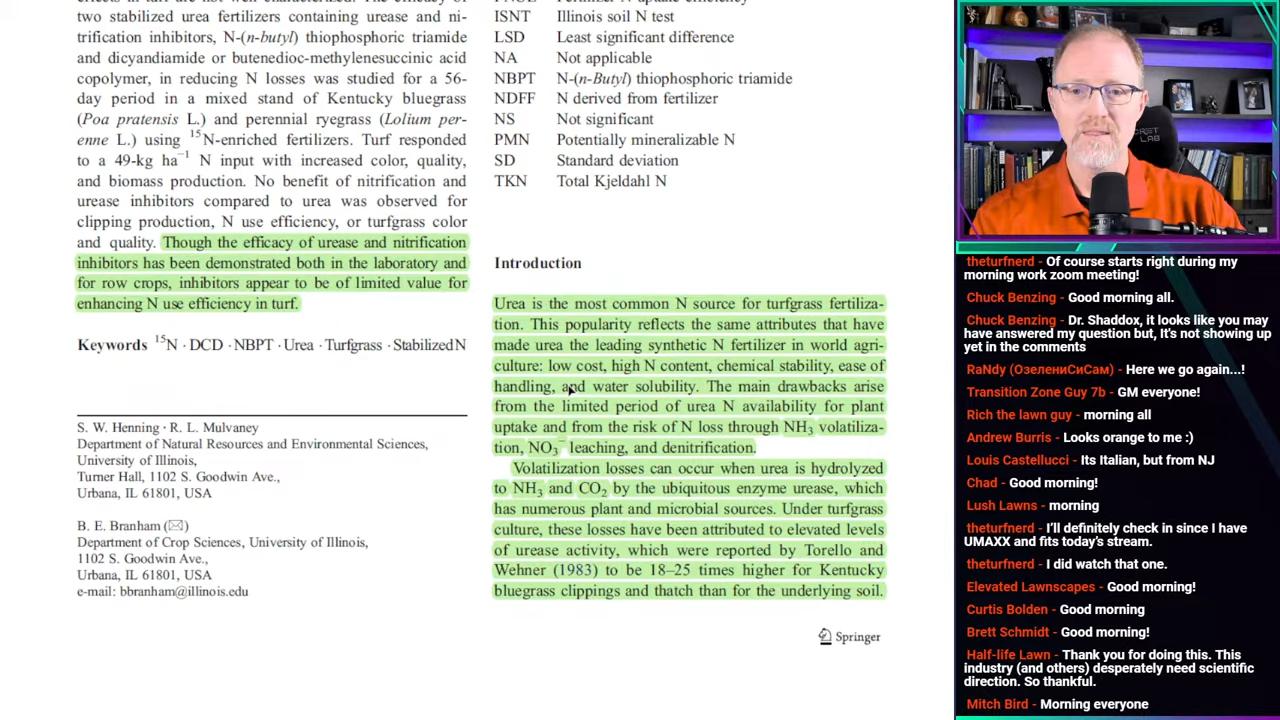 effects in turf are not well characterized. The efficacy of
two stabilized urea fertilizers containing urease and ni-
trification inhibitors, N-(n-butyl) thiophosphoric triamide
and dicyandiamide or butenedioc-methylenesuccinic acid
copolymer, in reducing N losses was studied for a 56-
day period in a mixed stand of Kentucky bluegrass
(Poa pratensis L.) and perennial ryegrass (Lolium per-
enne L.) using 15N-enriched fertilizers. Turf responded
to a 49-kg ha−1 N input with increased color, quality,
and biomass production. No benefit of nitrification and
urease inhibitors compared to urea was observed for
clipping production, N use efficiency, or turfgrass color
and quality. Though the efficacy of urease and nitrification
inhibitors has been demonstrated both in the laboratory and
for row crops, inhibitors appear to be of limited value for
enhancing N use efficiency in turf.
Keywords 15N · DCD · NBPT · Urea · Turfgrass · Stabilized N
S. W. Henning · R. L. Mulvaney
Department of Natural Resources and Environmental Sciences,
University of Illinois,
Turner Hall, 1102 S. Goodwin Ave.,
Urbana, IL 61801, USA
B. E. Branham (✉)
Department of Crop Sciences, University of Illinois,
1102 S. Goodwin Ave.,
Urbana, IL 61801, USA
e-mail: bbranham@illinois.edu
ISNT Illinois soil N test
LSD Least significant difference
NA Not applicable
NBPT N-(n-Butyl) thiophosphoric triamide
NDFF N derived from fertilizer
NS Not significant
PMN Potentially mineralizable N
SD Standard deviation
TKN Total Kjeldahl N
Introduction
Urea is the most common N source for turfgrass fertiliza-
tion. This popularity reflects the same attributes that have
made urea the leading synthetic N fertilizer in world agri-
culture: low cost, high N content, chemical stability, ease of
handling, and water solubility. The main drawbacks arise
from the limited period of urea N availability for plant
uptake and from the risk of N loss through NH3 volatiliza-
tion, NO3− leaching, and denitrification.
Volatilization losses can occur when urea is hydrolyzed
to NH3 and CO2 by the ubiquitous enzyme urease, which
has numerous plant and microbial sources. Under turfgrass
culture, these losses have been attributed to elevated levels
of urease activity, which were reported by Torello and
Wehner (1983) to be 18–25 times higher for Kentucky
bluegrass clippings and thatch than for the underlying soil.
Springer
theturfnerd - Of course starts right during my
morning work zoom meeting!
Chuck Benzing - Good morning all.
Chuck Benzing - Dr. Shaddox, it looks like you may
have answered my question but, It's not showing up
yet in the comments
RaNdy (ОзелениСиСам) - Here we go again...!
Transition Zone Guy 7b - GM everyone!
Rich the lawn guy - morning all
Andrew Burris - Looks orange to me :)
Louis Castellucci - Its Italian, but from NJ
Chad - Good morning!
Lush Lawns - morning
theturfnerd - I'll definitely check in since I have
UMAXX and fits today's stream.
theturfnerd - I did watch that one.
Elevated Lawnscapes - Good morning!
Curtis Bolden - Good morning
Brett Schmidt - Good morning!
Half-life Lawn - Thank you for doing this. This
industry (and others) desperately need scientific
direction. So thankful.
Mitch Bird - Morning everyone